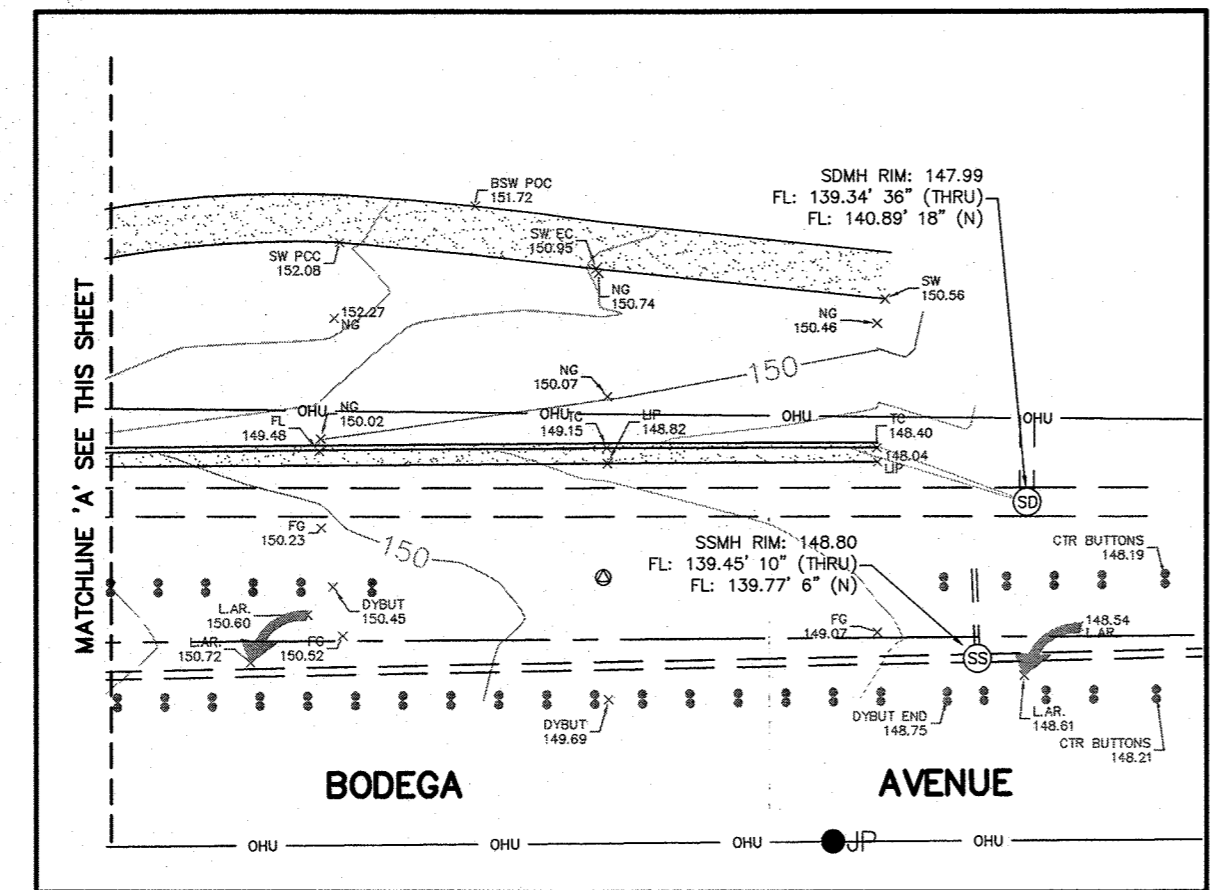 SDMH RIM: 147.99
FL: 139.34' 36" (THRU)
FL: 140.89' 18" (N)
BSW POC
151.72
SW EC
150.95
SW PCC
152.08
NG
150.74
SW
150.56
152.27
NG
NG
150.46
MATCHLINE 'A' SEE THIS SHEET
NG
150.07
150
OHU
NG
150.02
OHU
TC
149.15
LIP
148.82
OHU
TC
148.40
OHU
FL
149.48
148.04
LIP
SD
FG
150.23
150
SSMH RIM: 148.80
FL: 139.45' 10" (THRU)
FL: 139.77' 6" (N)
CTR BUTTONS
148.19
DYBUT
150.45
L.AR.
150.60
L.AR.
150.72
FG
150.52
FG
149.07
148.54
L.AR.
SS
DYBUT
149.69
DYBUT END
148.75
L.AR.
148.61
CTR BUTTONS
148.21
BODEGA AVENUE
OHU OHU OHU JP OHU